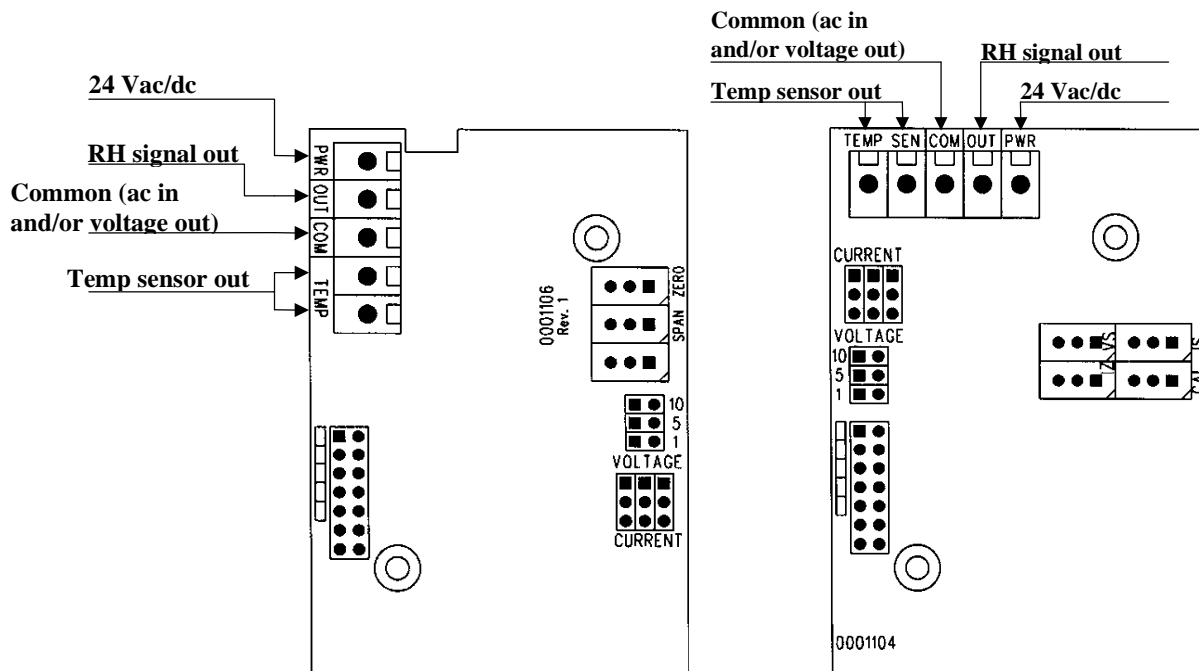 24 Vac/dc
RH signal out
Common (ac in
and/or voltage out)
Temp sensor out
PWR
OUT
COM
TEMP
0001106
Rev. 1
ZERO
SPAN
10
5
1
VOLTAGE
CURRENT
Common (ac in
and/or voltage out)
RH signal out
Temp sensor out
24 Vac/dc
TEMP SEN COM OUT PWR
CURRENT
VOLTAGE
10
5
1
VS
0001104